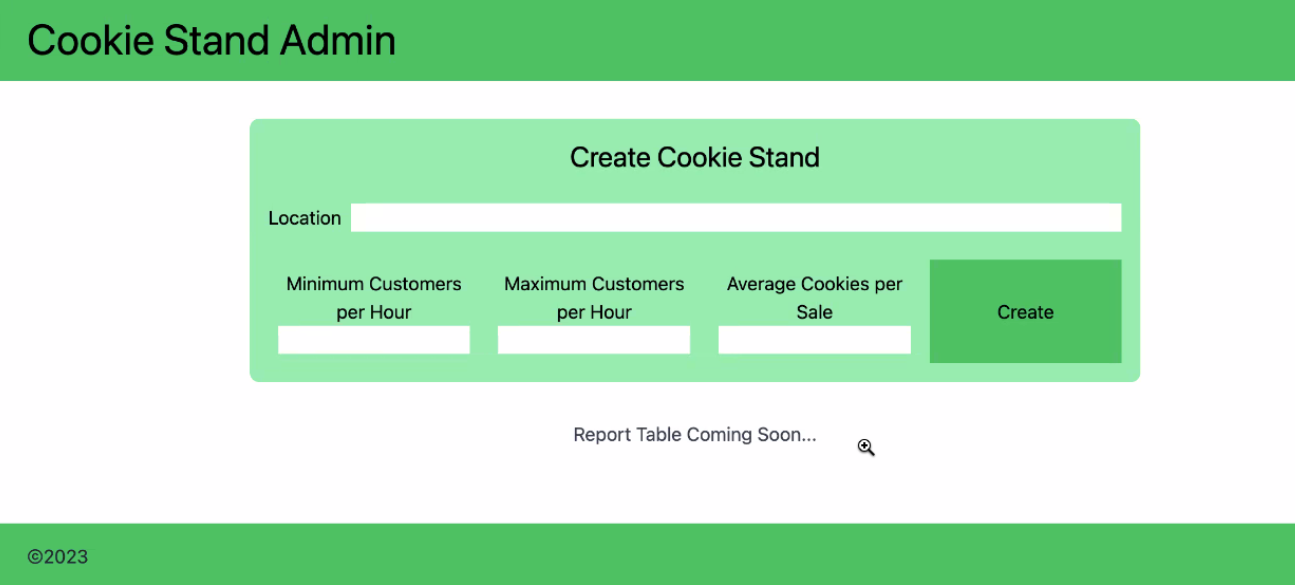 Cookie Stand Admin
Create Cookie Stand
Location
Minimum Customers
per Hour
Maximum Customers
per Hour
Average Cookies per
Sale
Create
Report Table Coming Soon...
©2023